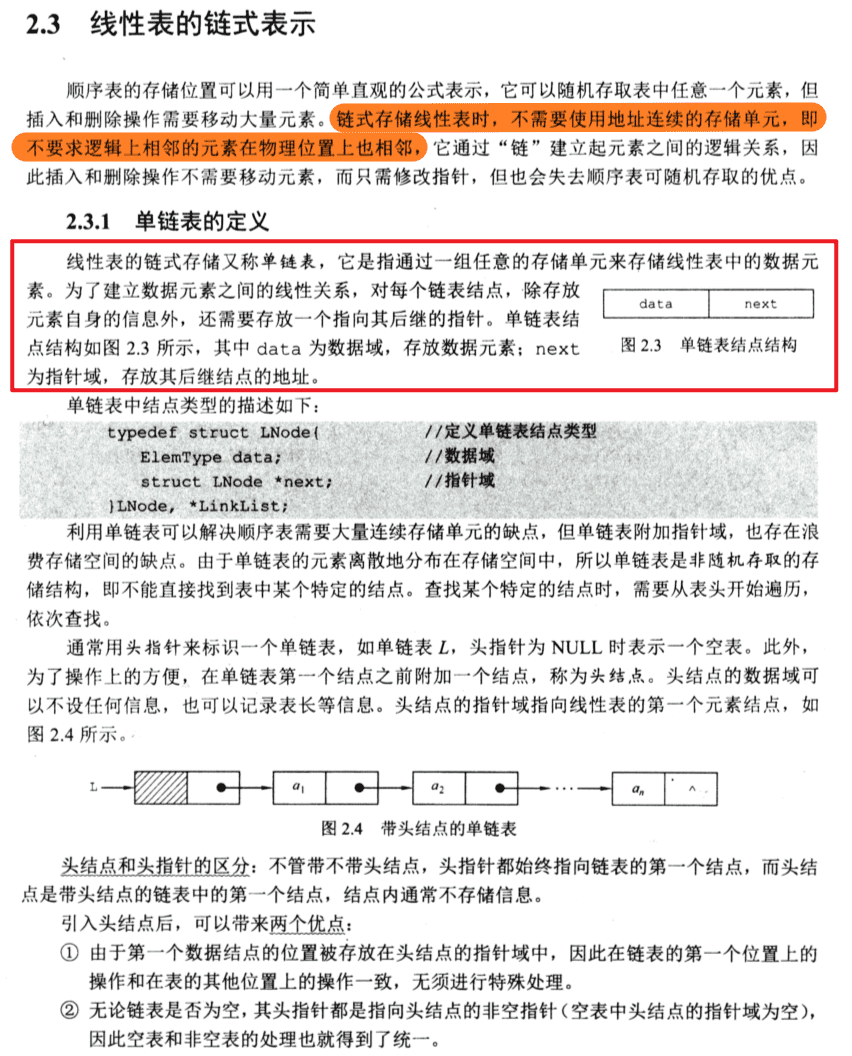 2.3 线性表的链式表示
顺序表的存储位置可以用一个简单直观的公式表示，它可以随机存取表中任意一个元素，但
插入和删除操作需要移动大量元素。链式存储线性表时，不需要使用地址连续的存储单元，即
不要求逻辑上相邻的元素在物理位置上也相邻，它通过“链”建立起元素之间的逻辑关系，因
此插入和删除操作不需要移动元素，而只需修改指针，但也会失去顺序表可随机存取的优点。
2.3.1 单链表的定义
线性表的链式存储又称单链表，它是指通过一组任意的存储单元来存储线性表中的数据元
素。为了建立数据元素之间的线性关系，对每个链表结点，除存放
元素自身的信息外，还需要存放一个指向其后继的指针。单链表结
点结构如图 2.3 所示，其中 data 为数据域，存放数据元素；next
为指针域，存放其后继结点的地址。
data next
图 2.3 单链表结点结构
单链表中结点类型的描述如下：
typedef struct LNode{ //定义单链表结点类型
ElemType data; //数据域
struct LNode *next; //指针域
}LNode, *LinkList;
利用单链表可以解决顺序表需要大量连续存储单元的缺点，但单链表附加指针域，也存在浪
费存储空间的缺点。由于单链表的元素离散地分布在存储空间中，所以单链表是非随机存取的存
储结构，即不能直接找到表中某个特定的结点。查找某个特定的结点时，需要从表头开始遍历，
依次查找。
通常用头指针来标识一个单链表，如单链表 L，头指针为 NULL 时表示一个空表。此外，
为了操作上的方便，在单链表第一个结点之前附加一个结点，称为头结点。头结点的数据域可
以不设任何信息，也可以记录表长等信息。头结点的指针域指向线性表的第一个元素结点，如
图 2.4 所示。
L a1 a2 … an ^
图 2.4 带头结点的单链表
头结点和头指针的区分：不管带不带头结点，头指针都始终指向链表的第一个结点，而头结
点是带头结点的链表中的第一个结点，结点内通常不存储信息。
引入头结点后，可以带来两个优点：
① 由于第一个数据结点的位置被存放在头结点的指针域中，因此在链表的第一个位置上的
操作和在表的其他位置上的操作一致，无须进行特殊处理。
② 无论链表是否为空，其头指针都是指向头结点的非空指针（空表中头结点的指针域为空），
因此空表和非空表的处理也就得到了统一。